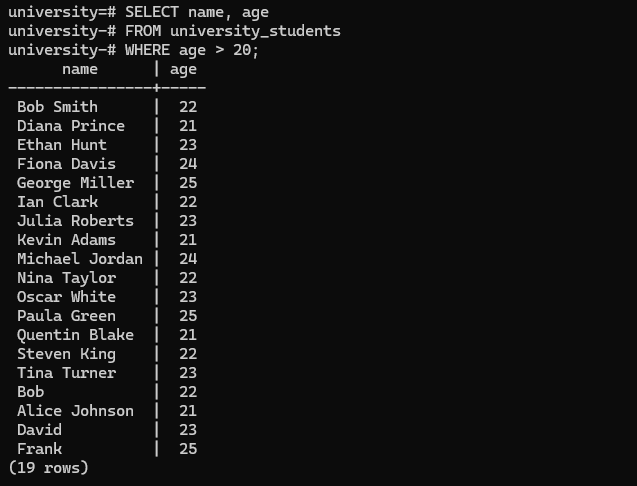 university=# SELECT name, age
university-# FROM university_students
university-# WHERE age > 20;
      name      | age
----------------+-----
 Bob Smith      |  22
 Diana Prince   |  21
 Ethan Hunt     |  23
 Fiona Davis    |  24
 George Miller  |  25
 Ian Clark      |  22
 Julia Roberts  |  23
 Kevin Adams    |  21
 Michael Jordan |  24
 Nina Taylor    |  22
 Oscar White    |  23
 Paula Green    |  25
 Quentin Blake  |  21
 Steven King    |  22
 Tina Turner    |  23
 Bob            |  22
 Alice Johnson  |  21
 David          |  23
 Frank          |  25
(19 rows)